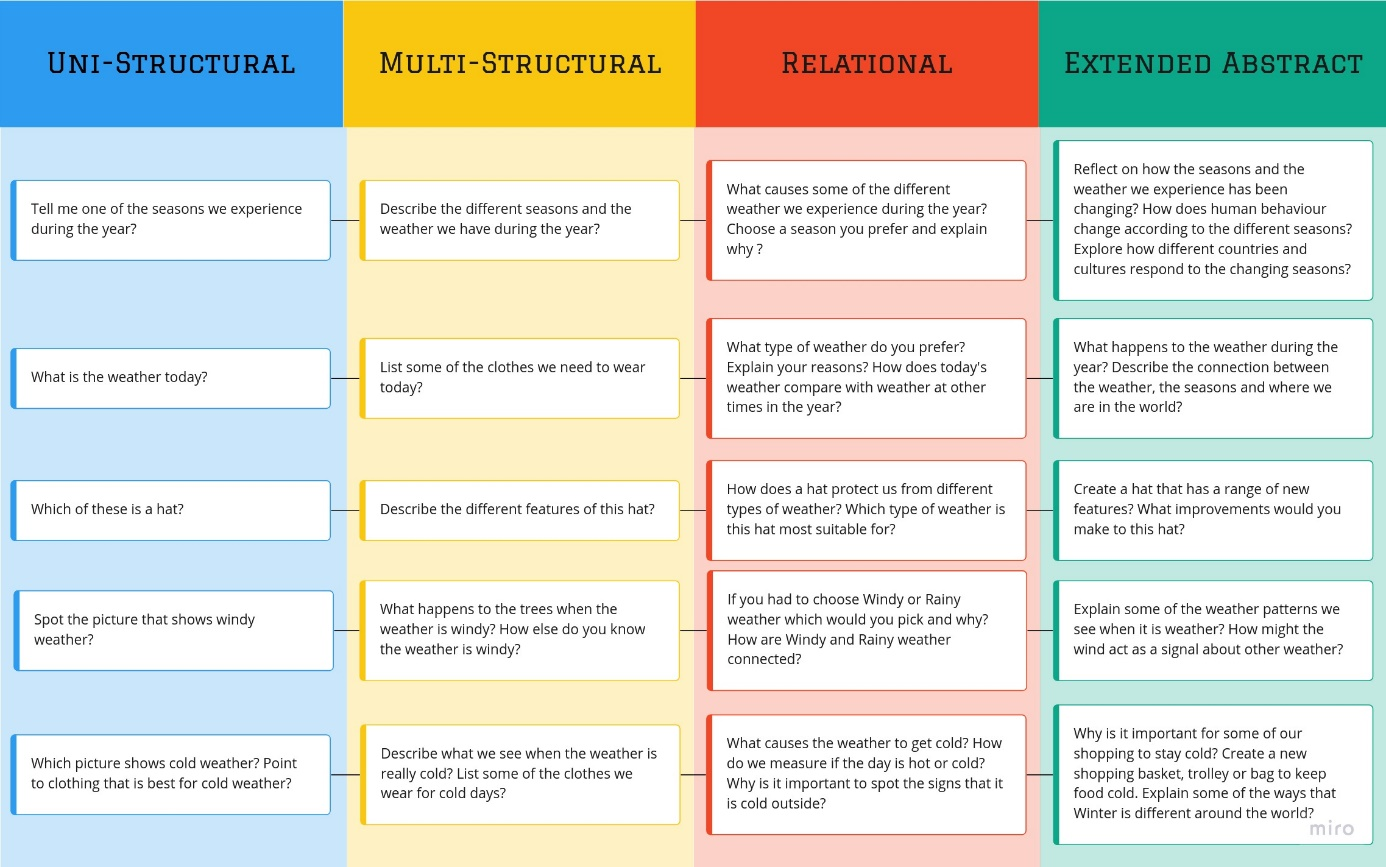 Uni-Structural
Multi-Structural
Relational
Extended Abstract
Tell me one of the seasons we experience
during the year?
Describe the different seasons and the
weather we have during the year?
What causes some of the different
weather we experience during the year?
Choose a season you prefer and explain
why ?
Reflect on how the seasons and the
weather we experience has been
changing? How does human behaviour
change according to the different seasons?
Explore how different countries and
cultures respond to the changing seasons?
What is the weather today?
List some of the clothes we need to wear
today?
What type of weather do you prefer?
Explain your reasons? How does today's
weather compare with weather at other
times in the year?
What happens to the weather during the
year? Describe the connection between
the weather, the seasons and where we
are in the world?
Which of these is a hat?
Describe the different features of this hat?
How does a hat protect us from different
types of weather? Which type of weather is
this hat most suitable for?
Create a hat that has a range of new
features? What improvements would you
make to this hat?
Spot the picture that shows windy
weather?
What happens to the trees when the
weather is windy? How else do you know
the weather is windy?
If you had to choose Windy or Rainy
weather which would you pick and why?
How are Windy and Rainy weather
connected?
Explain some of the weather patterns we
see when it is weather? How might the
wind act as a signal about other weather?
Which picture shows cold weather? Point
to clothing that is best for cold weather?
Describe what we see when the weather is
really cold? List some of the clothes we
wear for cold days?
What causes the weather to get cold? How
do we measure if the day is hot or cold?
Why is it important to spot the signs that it
is cold outside?
Why is it important for some of our
shopping to stay cold? Create a new
shopping basket, trolley or bag to keep
food cold. Explain some of the ways that
Winter is different around the world?
miro